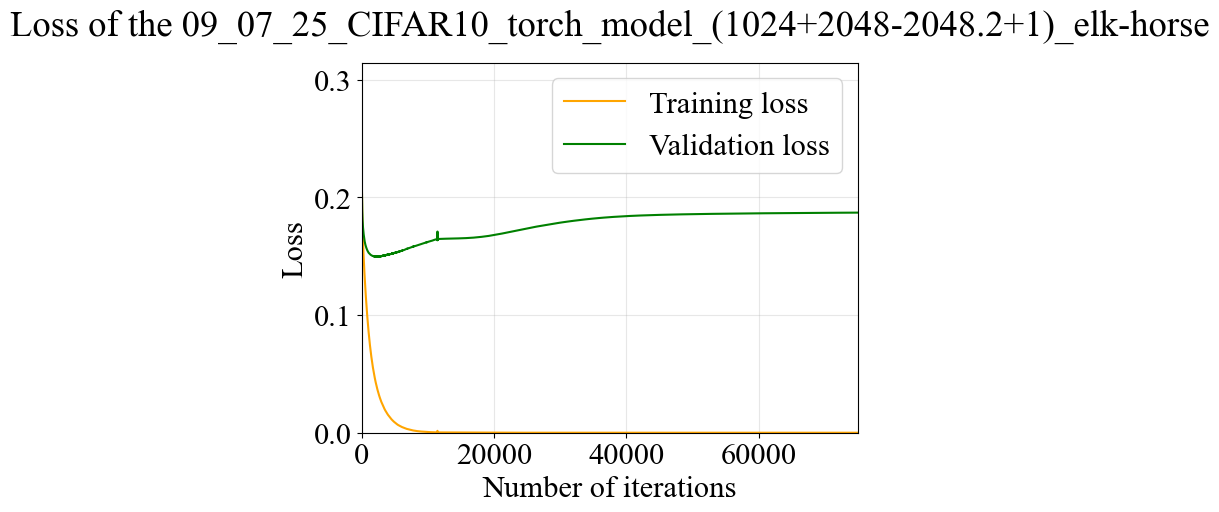 Loss of the 09_07_25_CIFAR10_torch_model_(1024+2048-2048.2+1)_elk-horse
0.3
Training loss
Validation loss
0.2
Loss
0.1
0.0
0 20000 40000 60000
Number of iterations